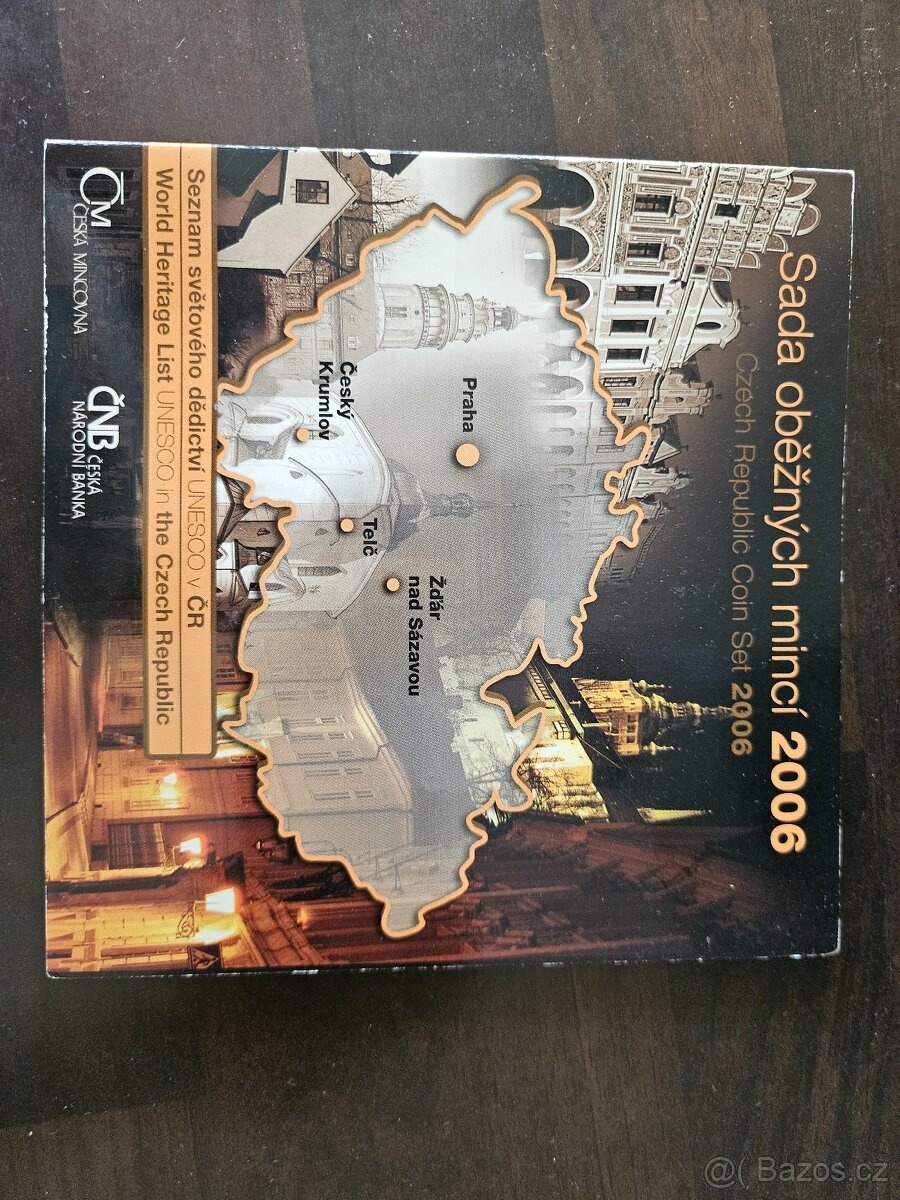 Sada oběžných mincí 2006
Czech Republic Coin Set 2006
Praha
Český
Krumlov
Telč
Žďár
nad Sázavou
Seznam světového dědictví UNESCO v ČR
World Heritage List UNESCO in the Czech Republic
ČM
ČESKÁ MINCOVNA
ČNB ČESKÁ
NÁRODNÍ BANKA
@( Bazos.cz